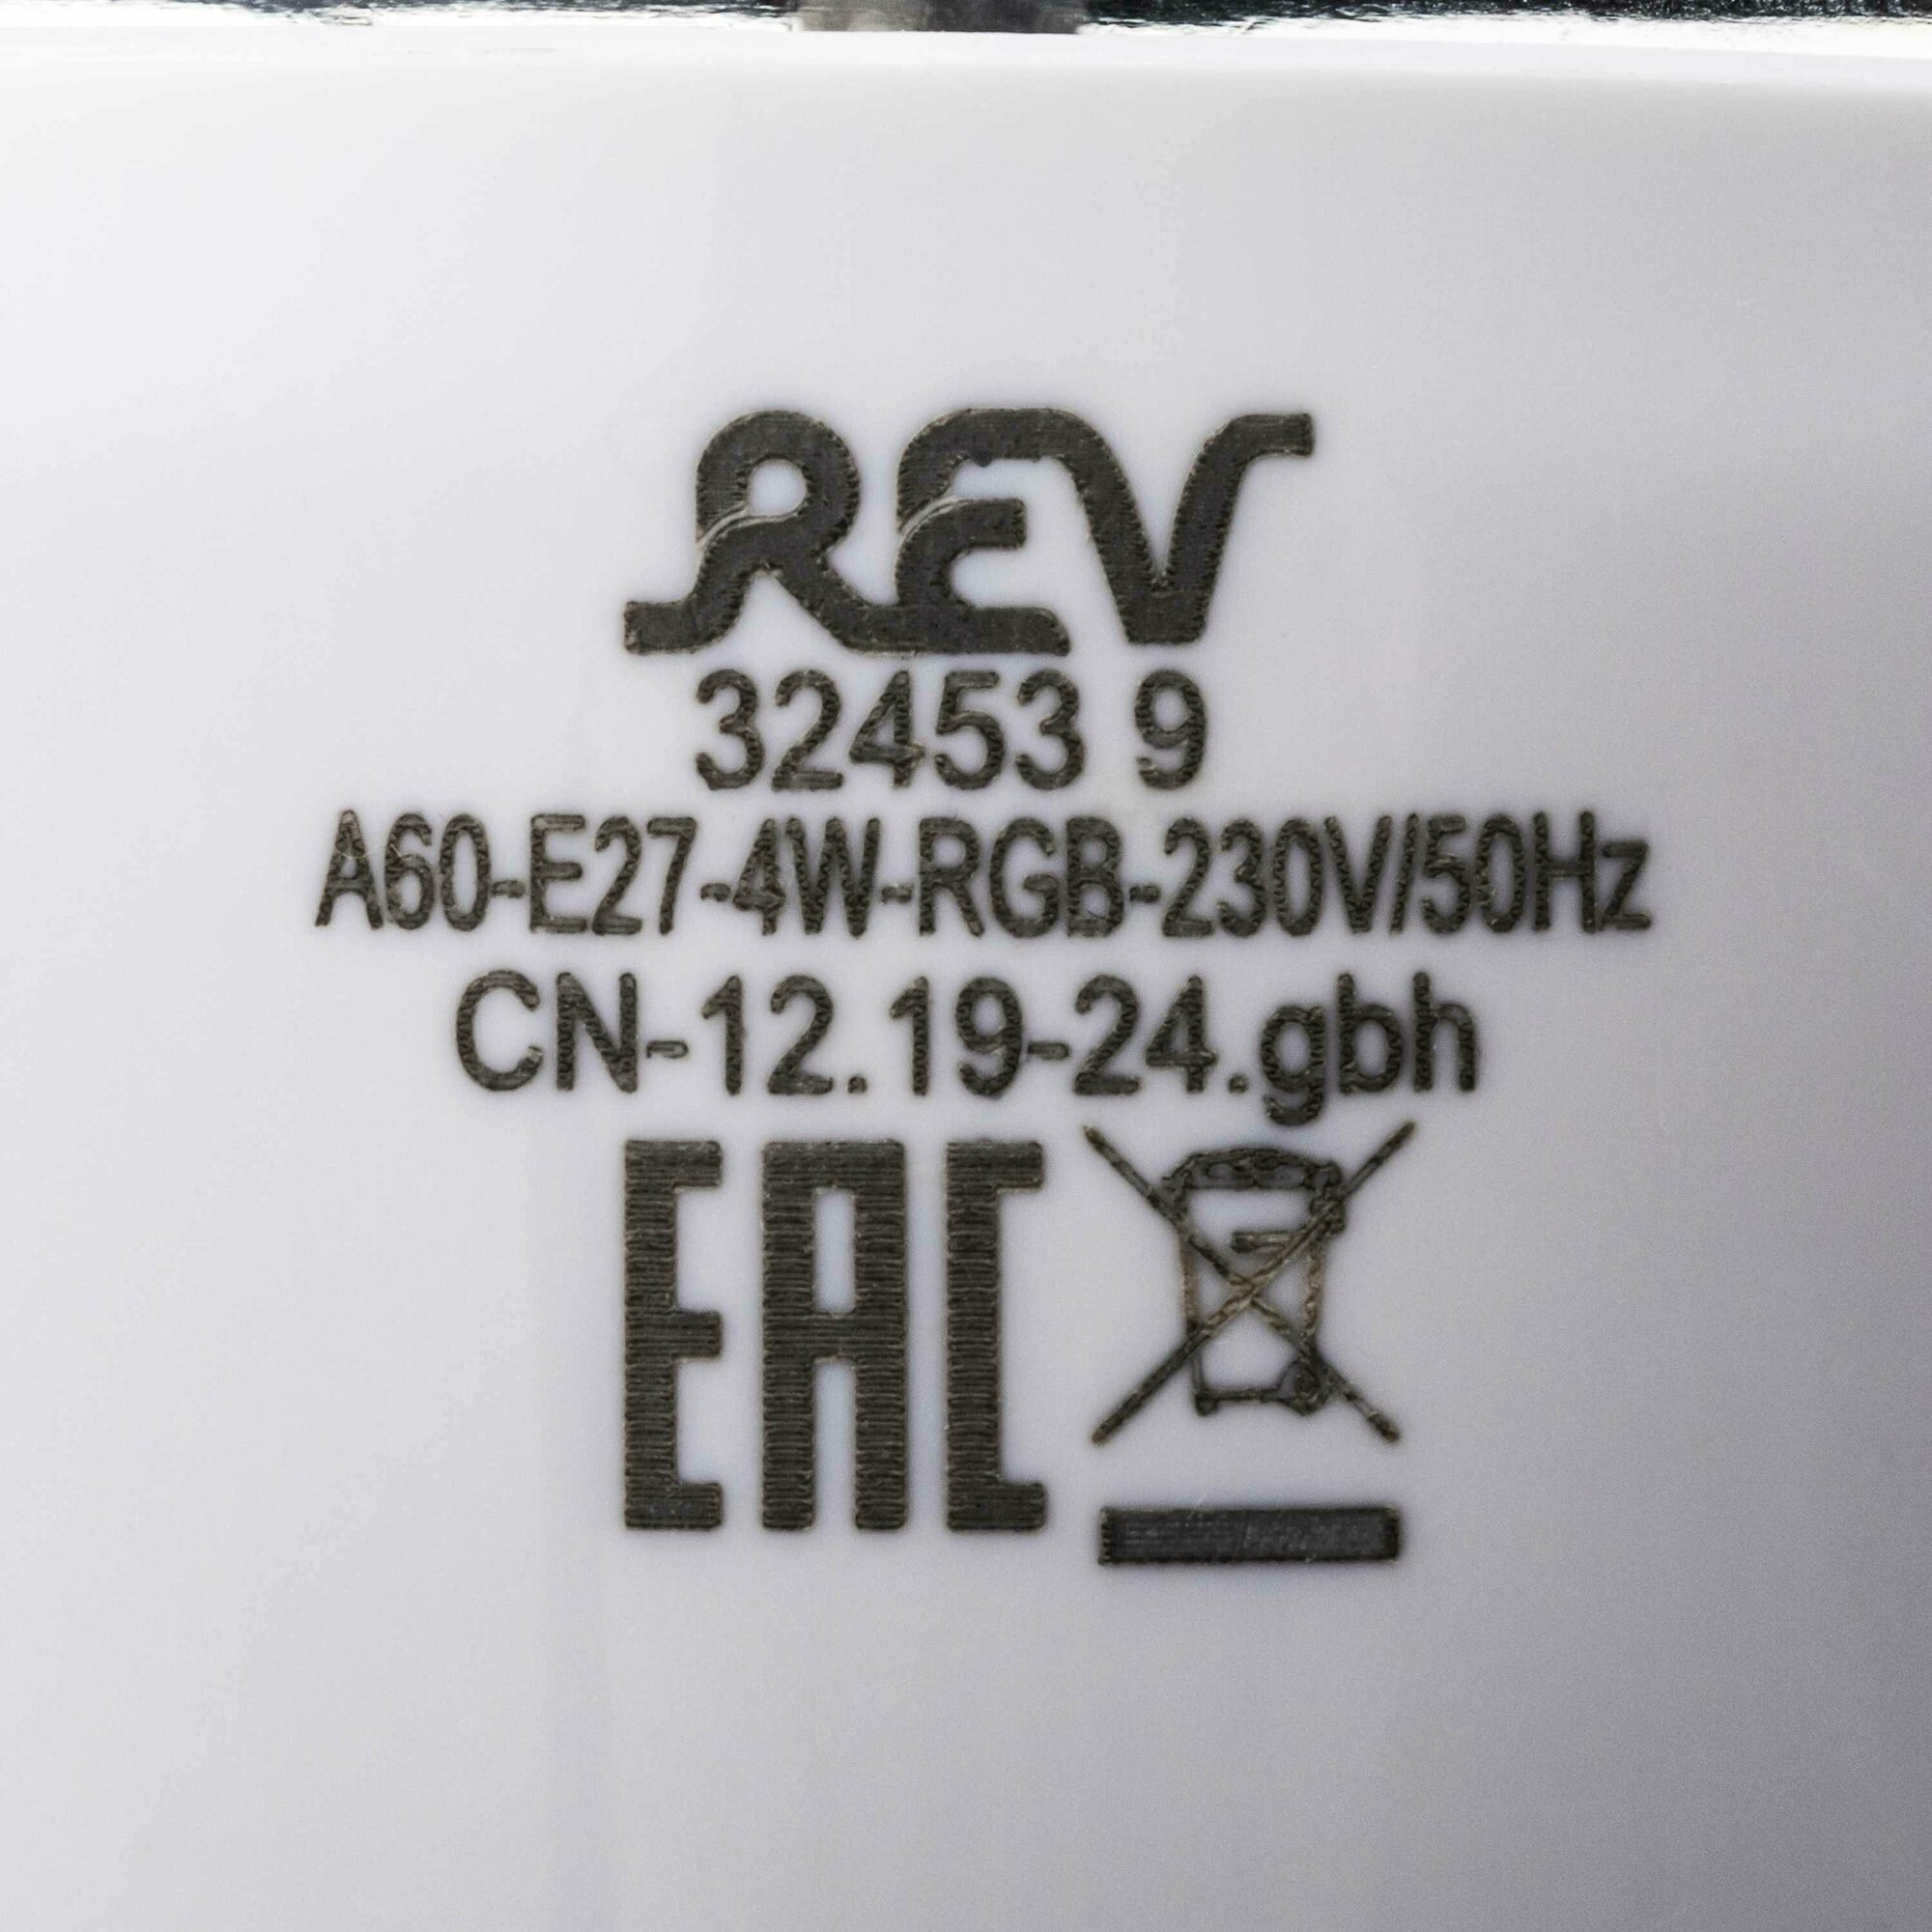 REV
32453 9
A60-E27-4W-RGB-230V/50Hz
CN-12.19-24.gbh
EAC